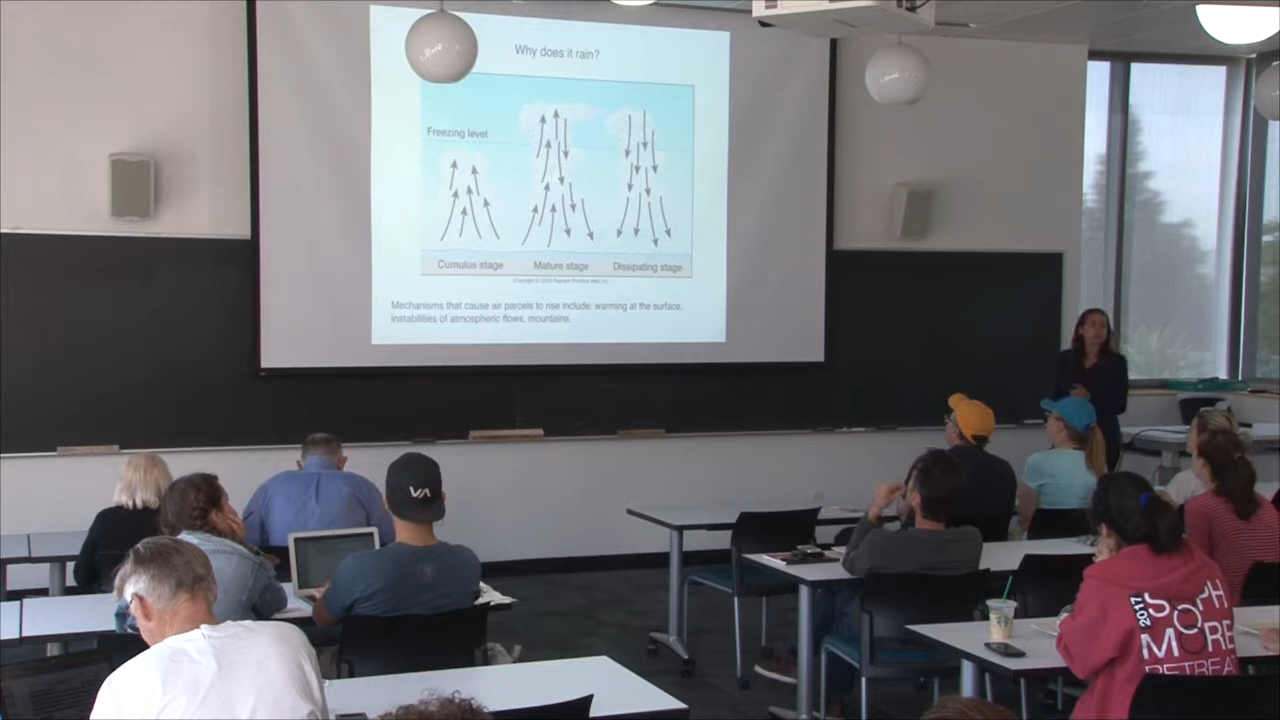 Why does it rain?
Freezing level
Cumulus stage
Mature stage
Dissipating stage
Mechanisms that cause air parcels to rise include: warming at the surface,
instabilities of atmospheric flows, mountains.
VA
2017
SOPH
MORE
RETREAT